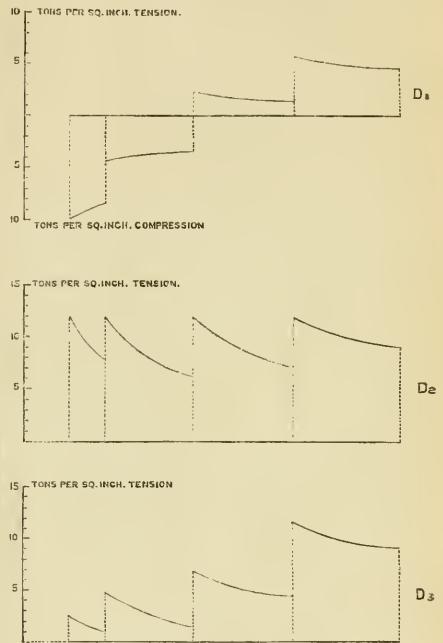 10 TONS PER SQ.INCH TENSION.
5
D1
5
10
TONS PER SQ.INCH. COMPRESSION
15 TONS PER SQ.INCH. TENSION.
10
5
D2
15 TONS PER SQ.INCH. TENSION
10
5
D3